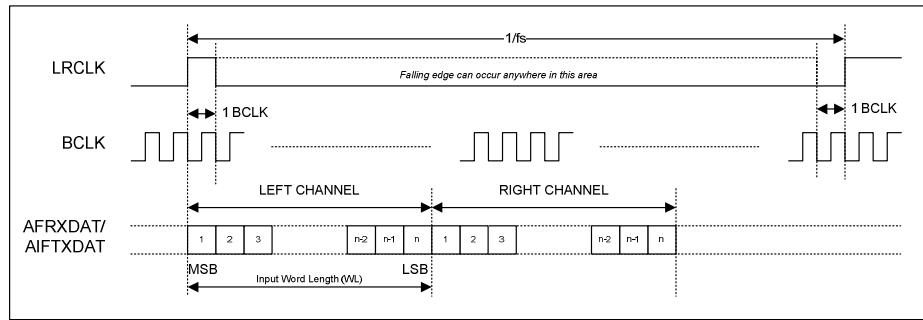 1/fs
LRCLK
Falling edge can occur anywhere in this area
1 BCLK
1 BCLK
BCLK
LEFT CHANNEL
RIGHT CHANNEL
AFRXDAT/
AIFTXDAT
1 2 3 n-2 n-1 n 1 2 3 n-2 n-1 n
MSB
LSB
Input Word Length (WL)